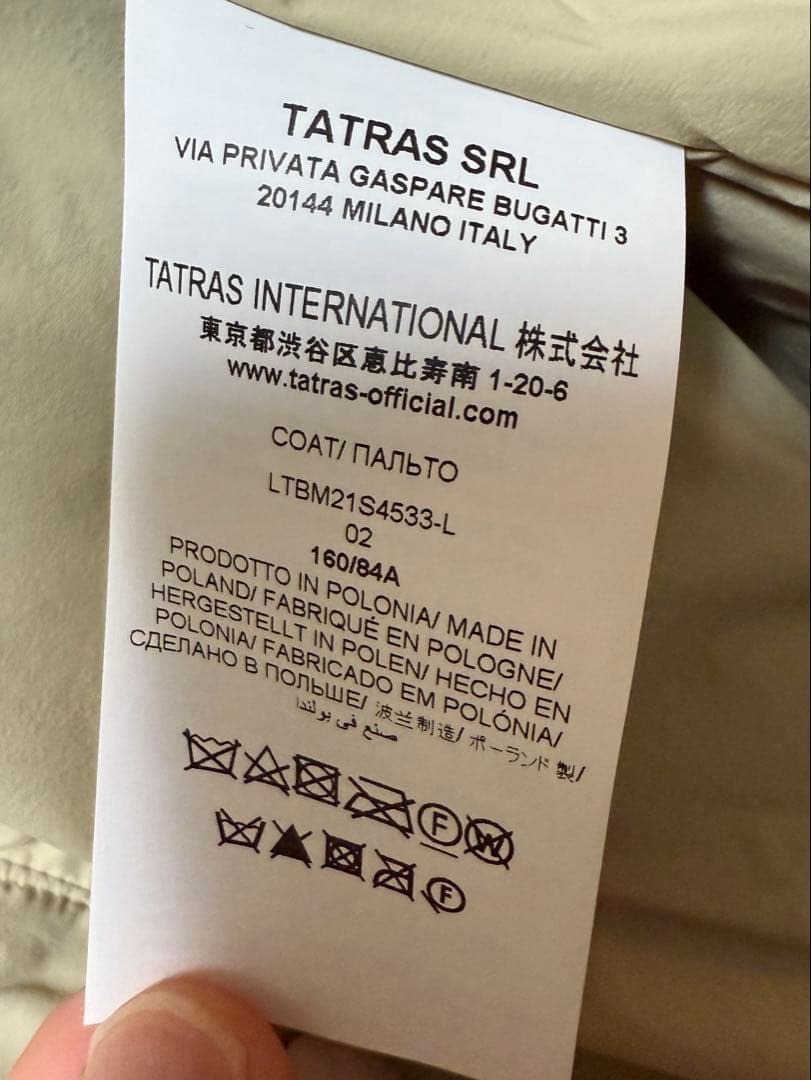 TATRAS SRL
VIA PRIVATA GASPARE BUGATTI 3
20144 MILANO ITALY
TATRAS INTERNATIONAL 株式会社
東京都渋谷区恵比寿南 1-20-6
www.tatras-official.com
COAT/ ПАЛЬТО
LTBM21S4533-L
02
160/84A
PRODOTTO IN POLONIA/ MADE IN
POLAND/ FABRIQUÉ EN POLOGNE/
HERGESTELLT IN POLEN/ HECHO EN
POLONIA/ FABRICADO EM POLÓNIA/
СДЕЛАНО В ПОЛЬШЕ/ 波兰制造/ ポーランド 製/
صنع في بولندا
F W
F